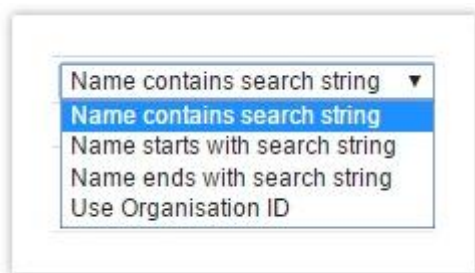 Name contains search string
Name contains search string
Name starts with search string
Name ends with search string
Use Organisation ID